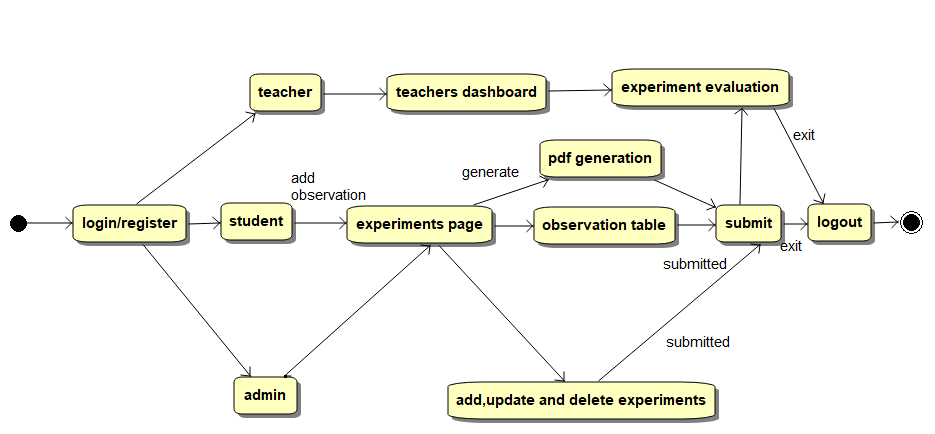 teacher
teachers dashboard
experiment evaluation
exit
pdf generation
generate
add
observation
login/register
student
experiments page
observation table
submit
logout
exit
submitted
submitted
admin
add,update and delete experiments